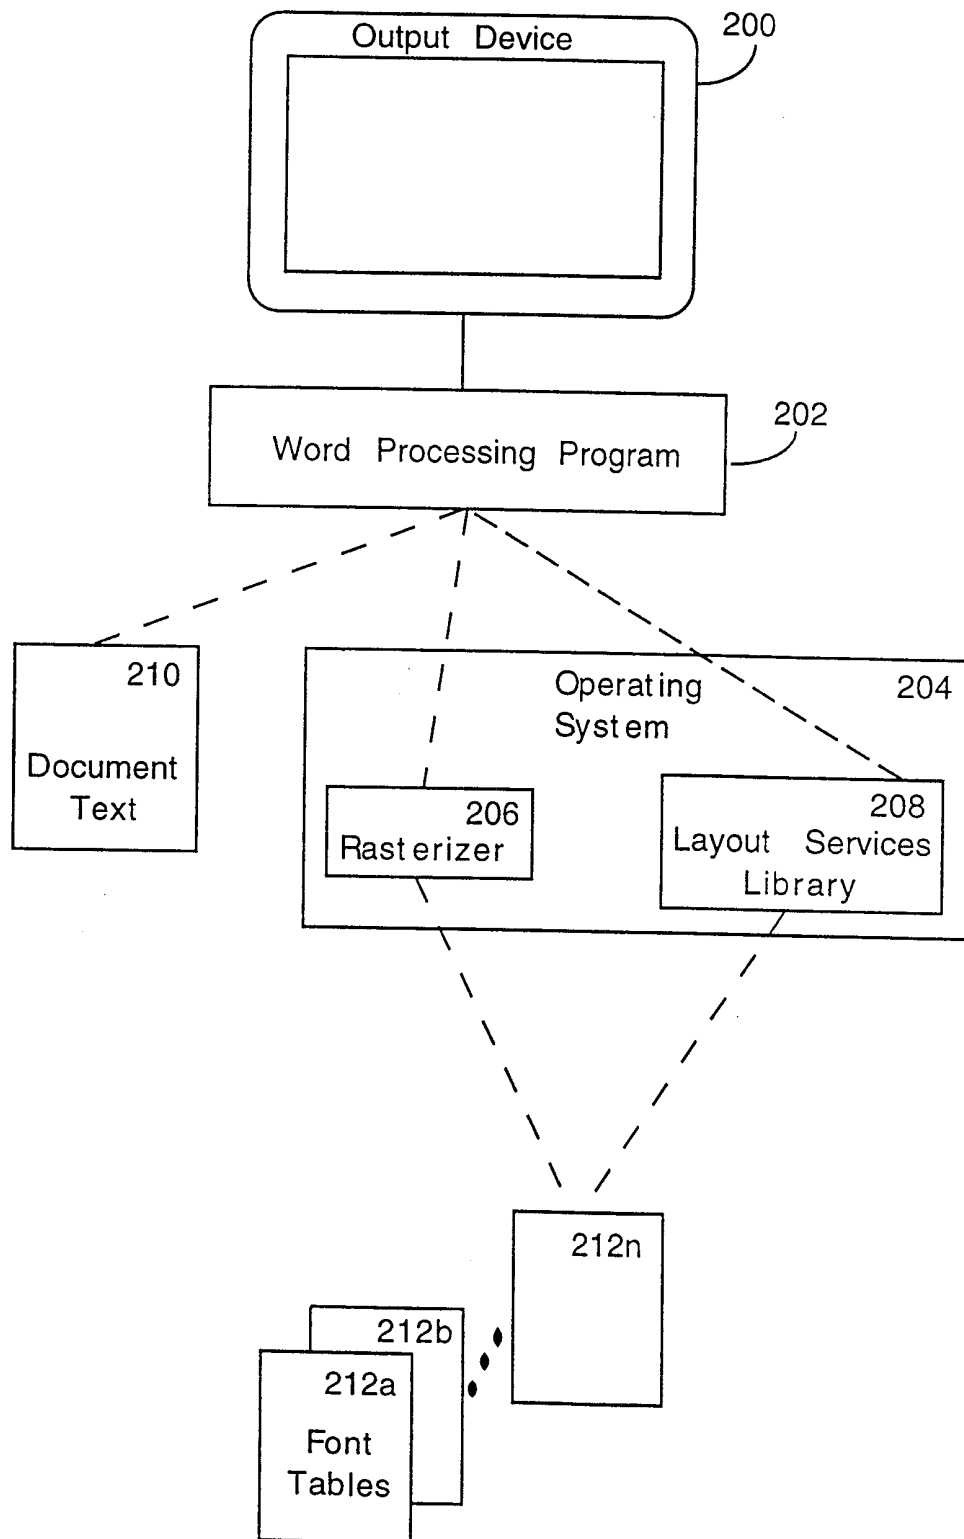 Output Device
200
202
Word Processing Program
210
Document
Text
Operating
System
204
206
Rasterizer
208
Layout Services
Library
212n
212b
212a
Font
Tables